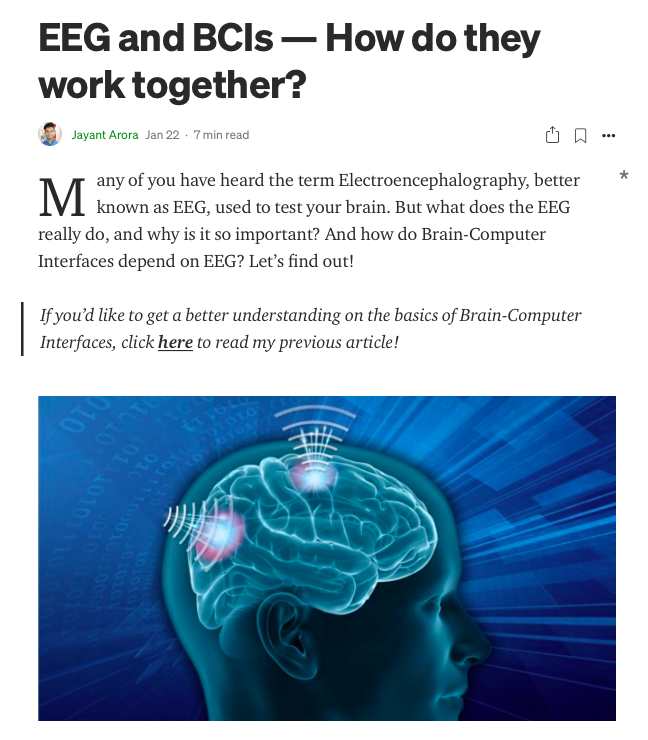 EEG and BCIs — How do they
work together?
Jayant Arora Jan 22 · 7 min read
Many of you have heard the term Electroencephalography, better
known as EEG, used to test your brain. But what does the EEG
really do, and why is it so important? And how do Brain-Computer
Interfaces depend on EEG? Let’s find out!
*
If you’d like to get a better understanding on the basics of Brain-Computer
Interfaces, click here to read my previous article!